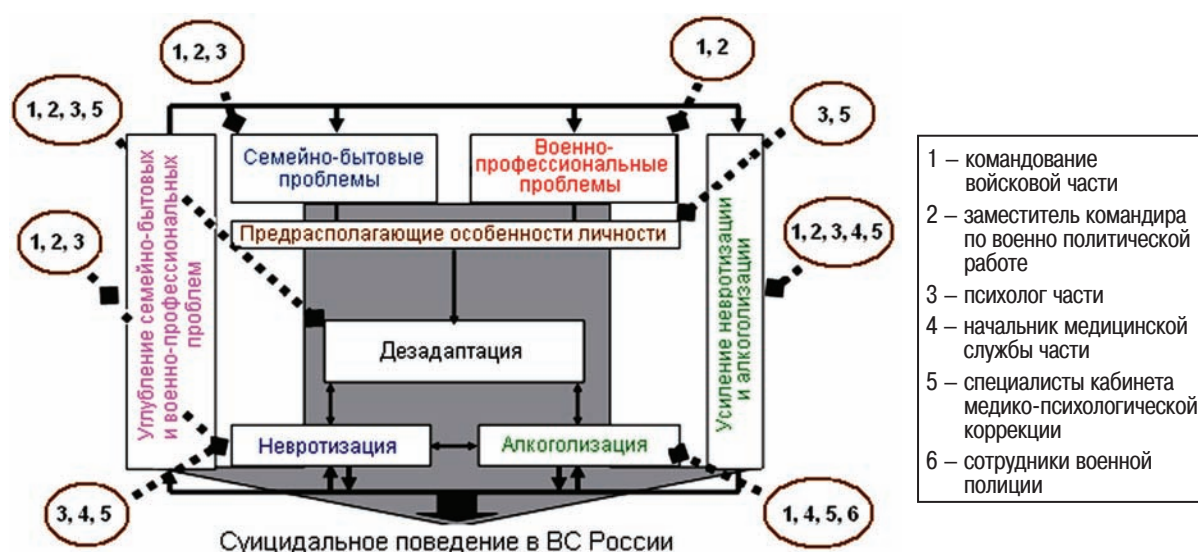 1, 2, 3
1, 2
1, 2, 3, 5
3, 5
Семейно-бытовые
проблемы
Военно-
профессиональные
проблемы
Предрасполагающие особенности личности
1, 2, 3
1, 2, 3, 4, 5
Углубление семейно-бытовых
и военно-профессиональных
проблем
Усиление невротизации
и алкоголизации
Дезадаптация
Невротизация
Алкоголизация
3, 4, 5
1, 4, 5, 6
Суицидальное поведение в ВС России
1 – командование
войсковой части
2 – заместитель командира
по военно политической
работе
3 – психолог части
4 – начальник медицинской
службы части
5 – специалисты кабинета
медико-психологической
коррекции
6 – сотрудники военной
полиции